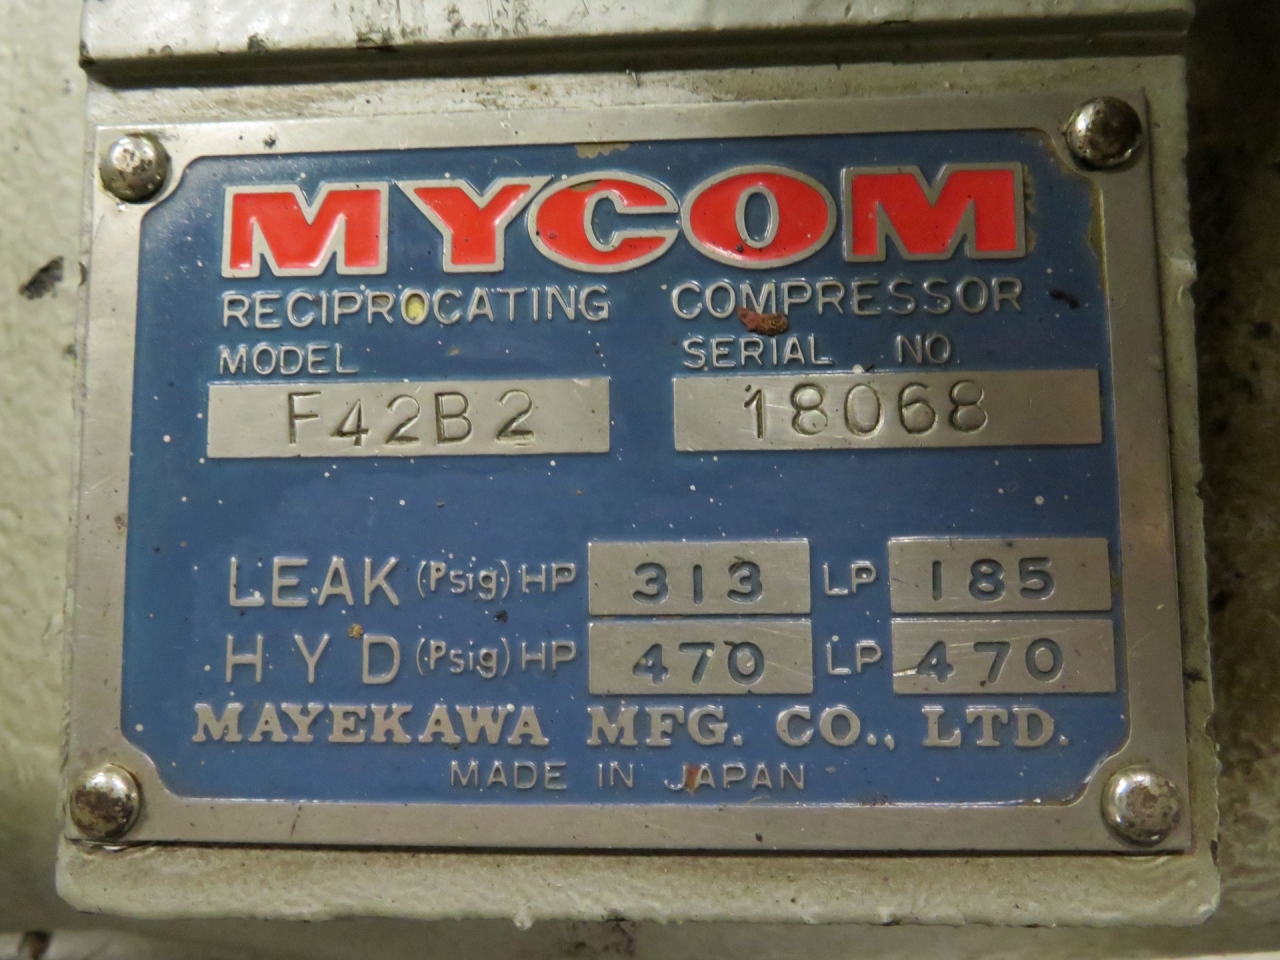 MYCOM
RECIPROCATING COMPRESSOR
MODEL SERIAL NO.
F42B2 18068
LEAK (Psig) HP 313 LP 185
HYD (Psig) HP 470 LP 470
MAYEKAWA MFG. CO., LTD.
MADE IN JAPAN